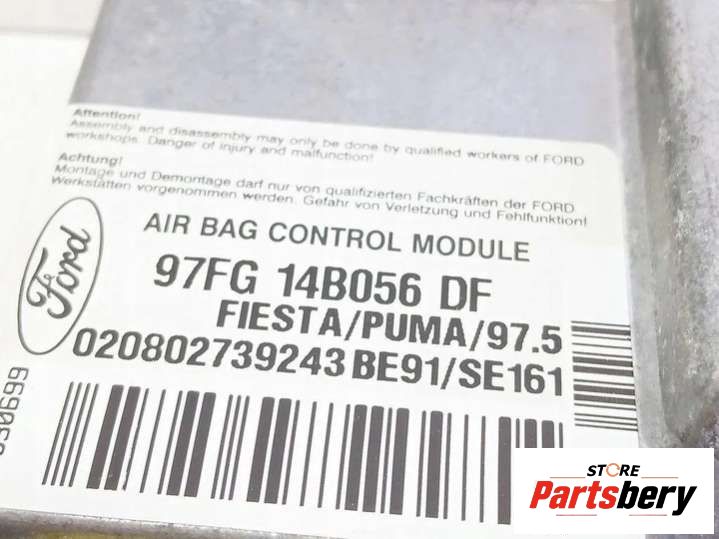 Attention!
Assembly and disassembly may only be done by qualified workers of FORD
workshops. Danger of injury and malfunction!
Achtung!
Montage und Demontage darf nur von qualifizierten Fachkräften der FORD
Werkstätten vorgenommen werden. Gefahr von Verletzung und Fehlfunktion!
Ford
AIR BAG CONTROL MODULE
97FG 14B056 DF
FIESTA/PUMA/97.5
020802739243 BE91/SE161
STORE
Partsbery